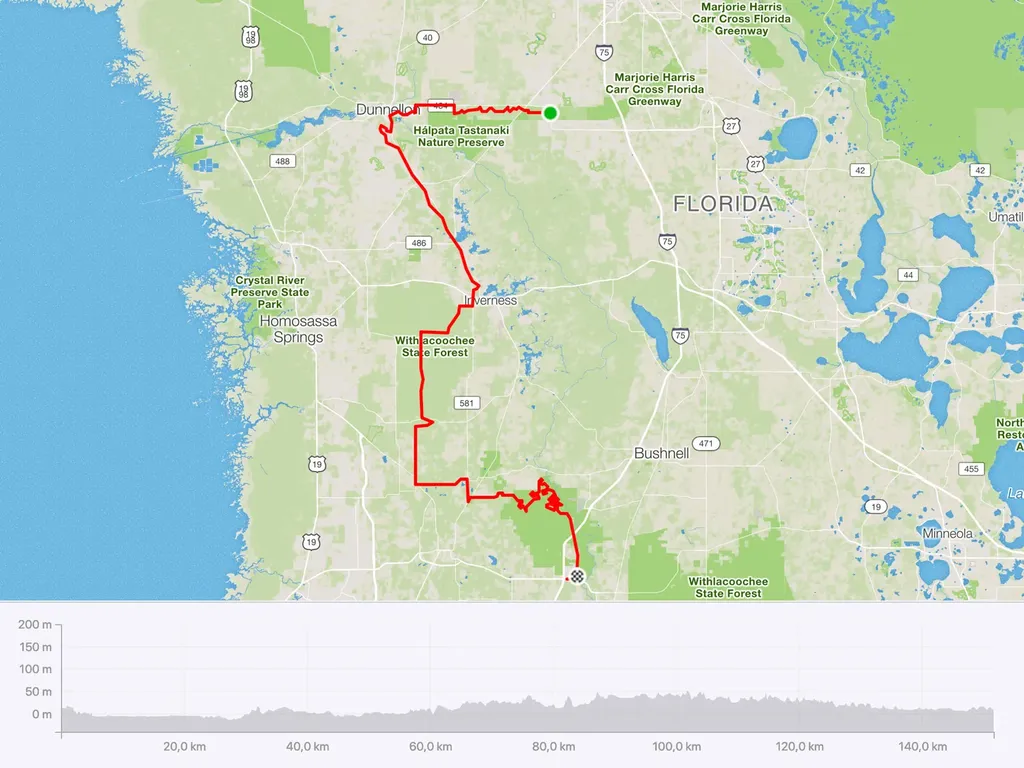 Marjorie Harris
Carr Cross Florida
Greenway
19
98
40
75
Marjorie Harris
Carr Cross Florida
Greenway
19
98
Dunnellon
484
27
Hálpata Tastanaki
Nature Preserve
488
27
42
42
FLORIDA
Umatil
486
75
44
Crystal River
Preserve State
Park
Inverness
Homosassa
Springs
Withlacoochee
State Forest
75
581
North
Rest
A
471
Bushnell
19
455
La
19
Minneola
19
Withlacoochee
State Forest
200 m
150 m
100 m
50 m
0 m
20,0 km
40,0 km
60,0 km
80,0 km
100,0 km
120,0 km
140,0 km